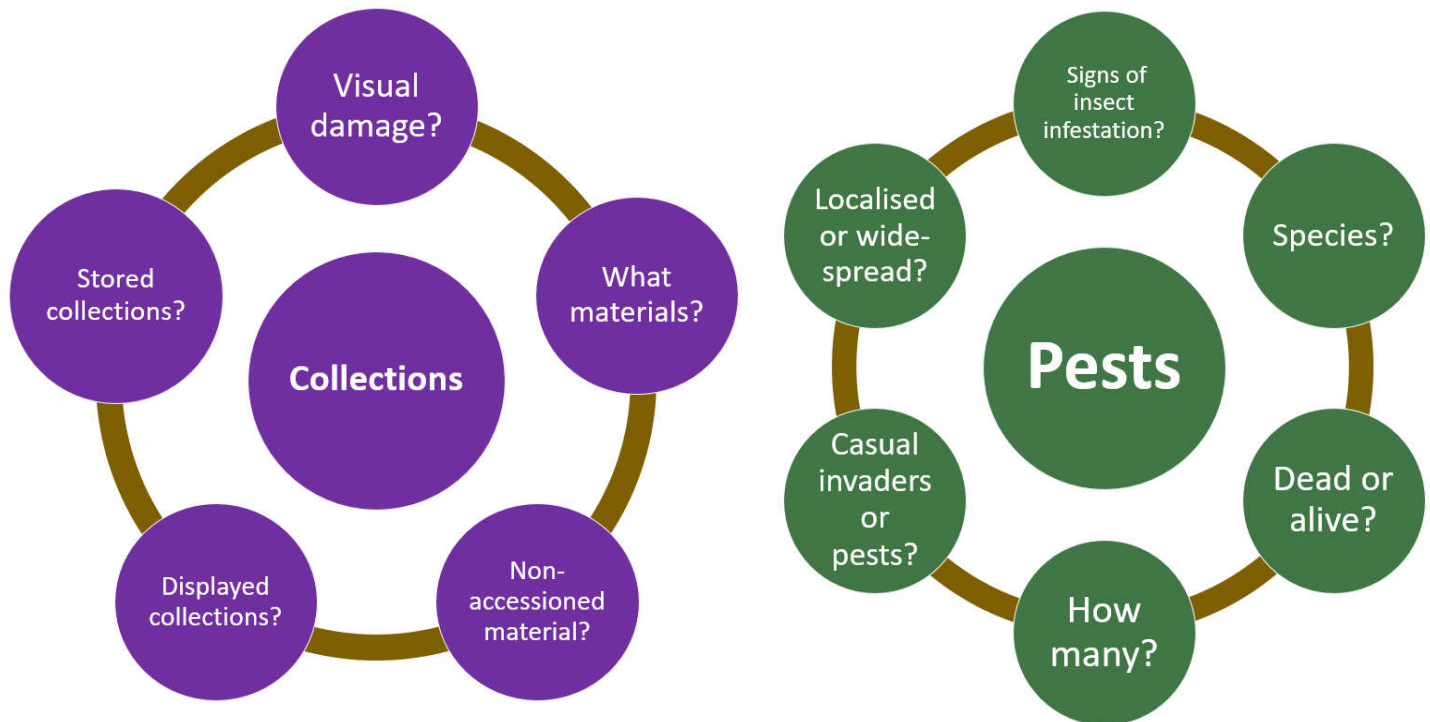 Visual
damage?
What
materials?
Non-
accessioned
material?
Displayed
collections?
Stored
collections?
Collections
Signs of
insect
infestation?
Species?
Dead or
alive?
How
many?
Casual
invaders
or
pests?
Localised
or wide-
spread?
Pests